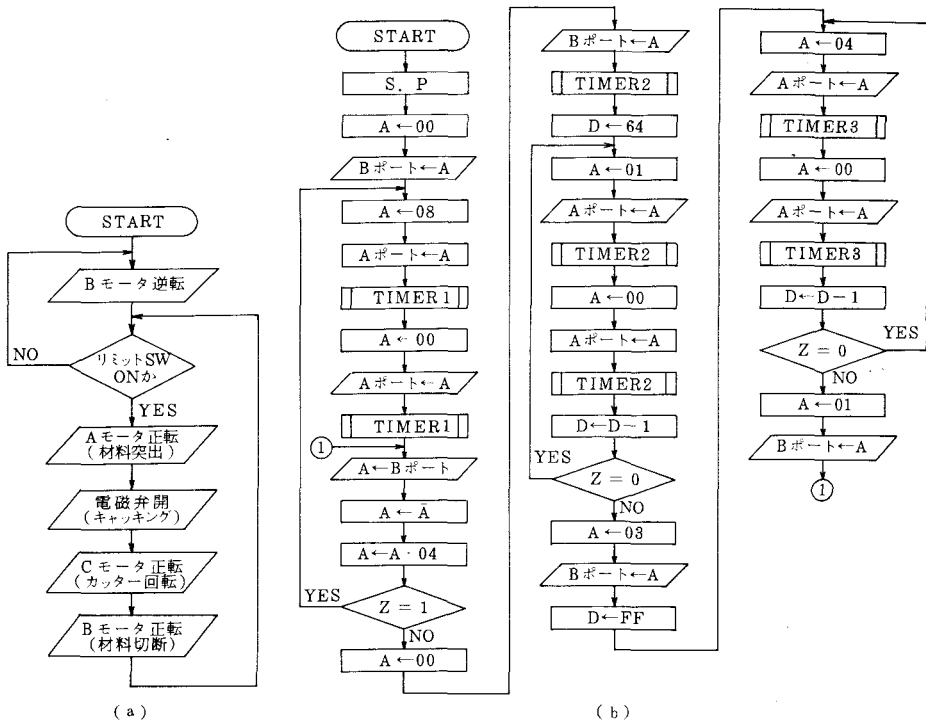 START
Bモータ逆転
NO
リミットSW
ONか
YES
Aモータ正転
(材料突出)
電磁弁開
(キャッキング)
Cモータ正転
(カッター回転)
Bモータ正転
(材料切断)
(a)
START
S. P
A←00
Bポート←A
A←08
Aポート←A
TIMER1
A←00
Aポート←A
TIMER1
①
A←Bポート
A←Ā
A←A・04
YES
Z=1
NO
A←00
Bポート←A
TIMER2
D←64
A←01
Aポート←A
TIMER2
A←00
Aポート←A
TIMER2
D←D-1
YES
Z=0
NO
A←03
Bポート←A
D←FF
A←04
Aポート←A
TIMER3
A←00
Aポート←A
TIMER3
D←D-1
YES
Z=0
NO
A←01
Bポート←A
①
(b)